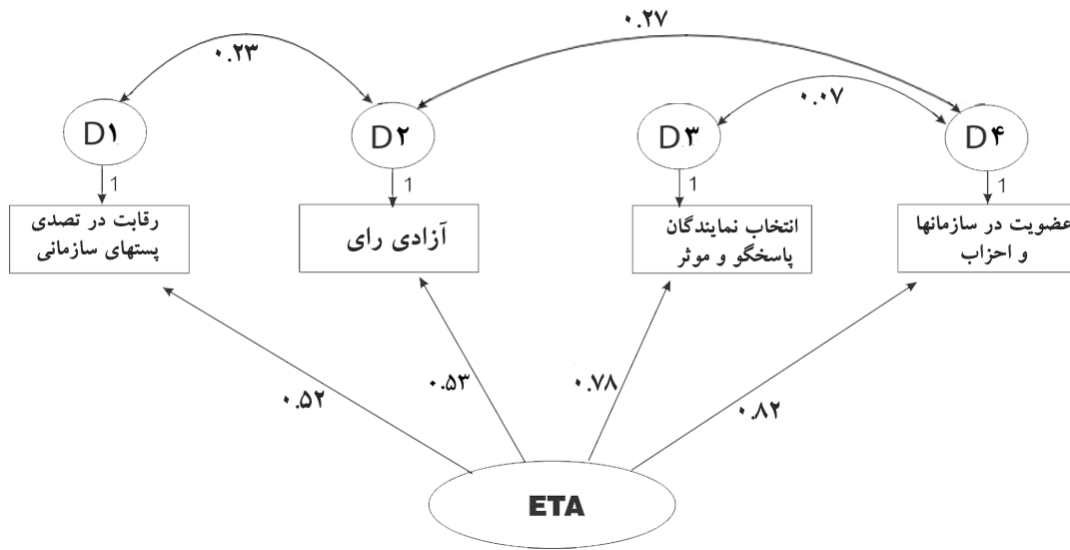 ۰.۲۳
۰.۲۷
۰.۰۷
D۱
D۲
D۳
D۴
1
1
1
1
رقابت در تصدی
پستهای سازمانی
آزادی رای
انتخاب نمایندگان
پاسخگو و موثر
عضویت در سازمانها
و احزاب
۰.۵۲
۰.۵۳
۰.۷۸
۰.۸۲
ETA